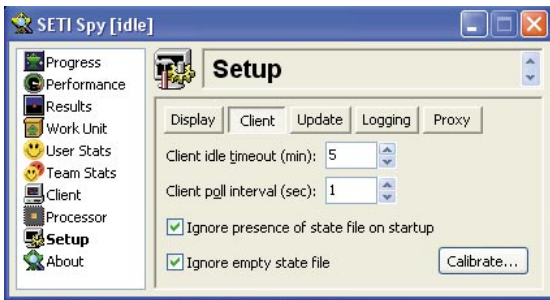 SETI Spy [idle]
Progress
Performance
Results
Work Unit
User Stats
Team Stats
Client
Processor
Setup
About
Setup
Display Client Update Logging Proxy
Client idle timeout (min): 5
Client poll interval (sec): 1
Ignore presence of state file on startup
Ignore empty state file
Calibrate...